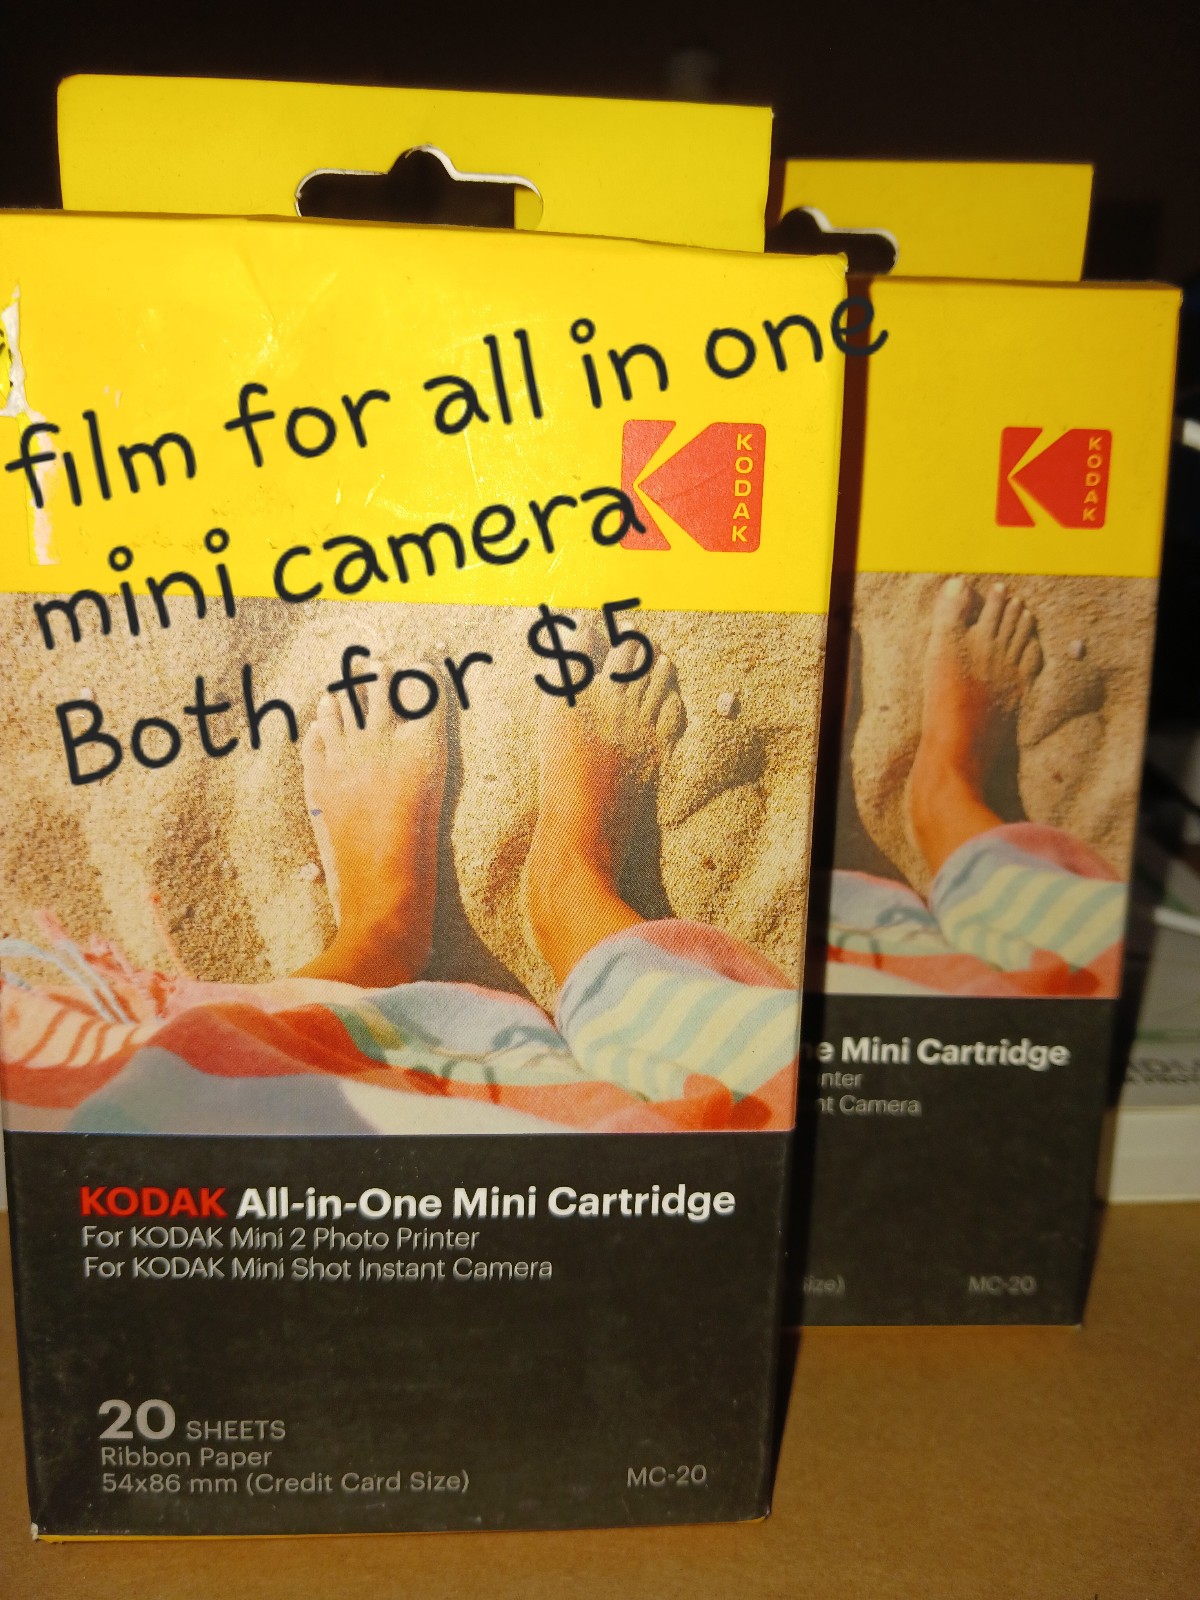 film for all in one
mini camera
Both for $5
KODAK
KODAK All-in-One Mini Cartridge
For KODAK Mini 2 Photo Printer
For KODAK Mini Shot Instant Camera
20 SHEETS
Ribbon Paper
54x86 mm (Credit Card Size)
MC-20
KODAK
Mini Cartridge
Camera
MC-20